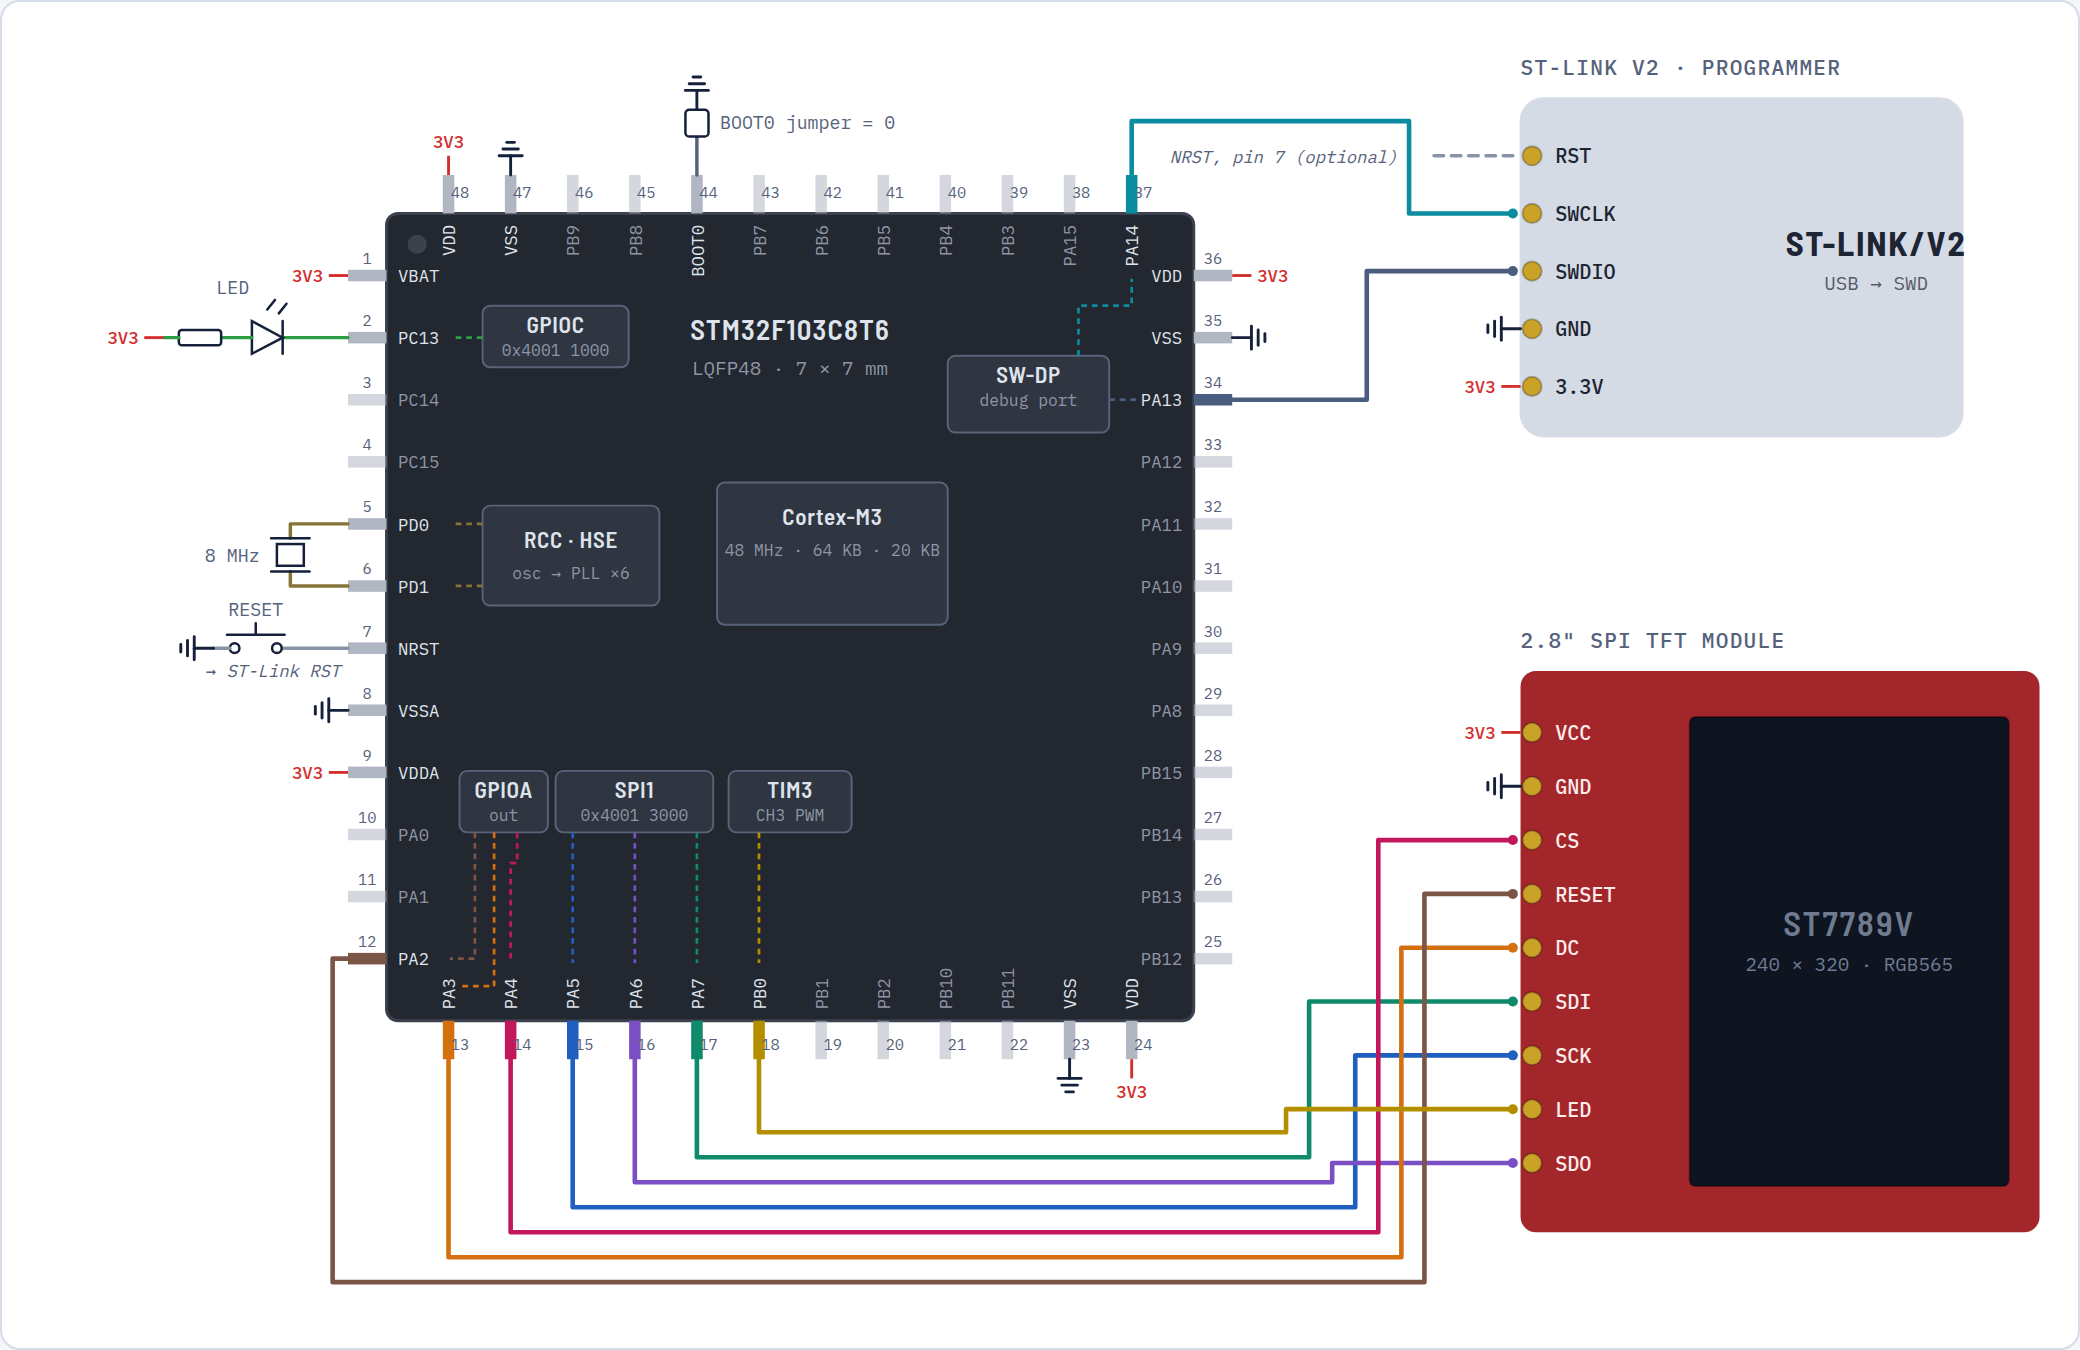 ST-LINK V2 · PROGRAMMER
BOOT0 jumper = 0
3V3
NRST, pin 7 (optional)
RST
SWCLK
SWDIO
GND
3V3
3.3V
ST-LINK/V2
USB → SWD
48
47
46
45
44
43
42
41
40
39
38
37
VDD
VSS
PB9
PB8
BOOT0
PB7
PB6
PB5
PB4
PB3
PA15
PA14
1
3V3
VBAT
LED
2
3V3
PC13
3
PC14
4
PC15
5
PD0
8 MHz
6
PD1
RESET
7
NRST
→ ST-Link RST
8
VSSA
9
3V3
VDDA
10
PA0
11
PA1
12
PA2
GPIOC
0x4001 1000
STM32F103C8T6
LQFP48 · 7 × 7 mm
SW-DP
debug port
RCC · HSE
osc → PLL ×6
Cortex-M3
48 MHz · 64 KB · 20 KB
GPIOA
out
SPI1
0x4001 3000
TIM3
CH3 PWM
36
VDD
3V3
35
VSS
34
PA13
33
PA12
32
PA11
31
PA10
30
PA9
29
PA8
28
PB15
27
PB14
26
PB13
25
PB12
PA3
PA4
PA5
PA6
PA7
PB0
PB1
PB2
PB10
PB11
VSS
VDD
13
14
15
16
17
18
19
20
21
22
23
24
3V3
2.8" SPI TFT MODULE
3V3
VCC
GND
CS
RESET
DC
SDI
SCK
LED
SDO
ST7789V
240 × 320 · RGB565